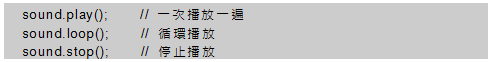 sound.play();	// 一次播放一遍
sound.loop();	// 循環播放
sound.stop();	// 停止播放